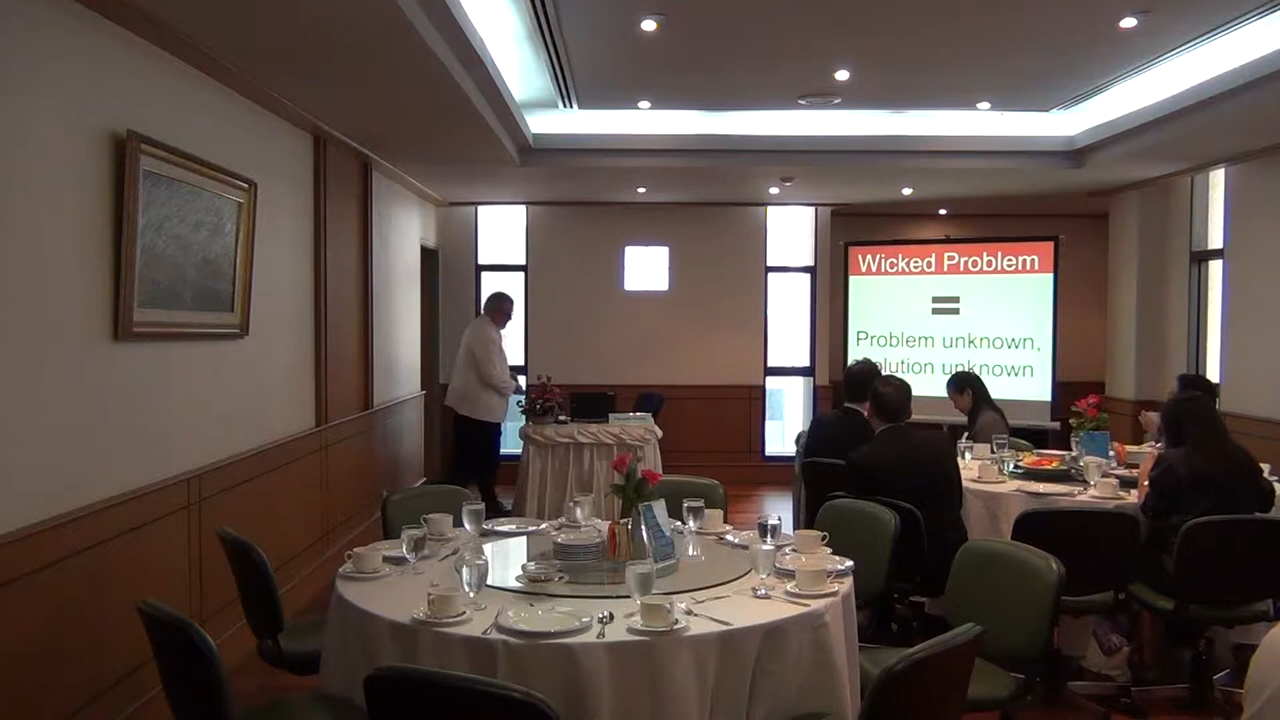 Wicked Problem
=
Problem unknown,
olution unknown